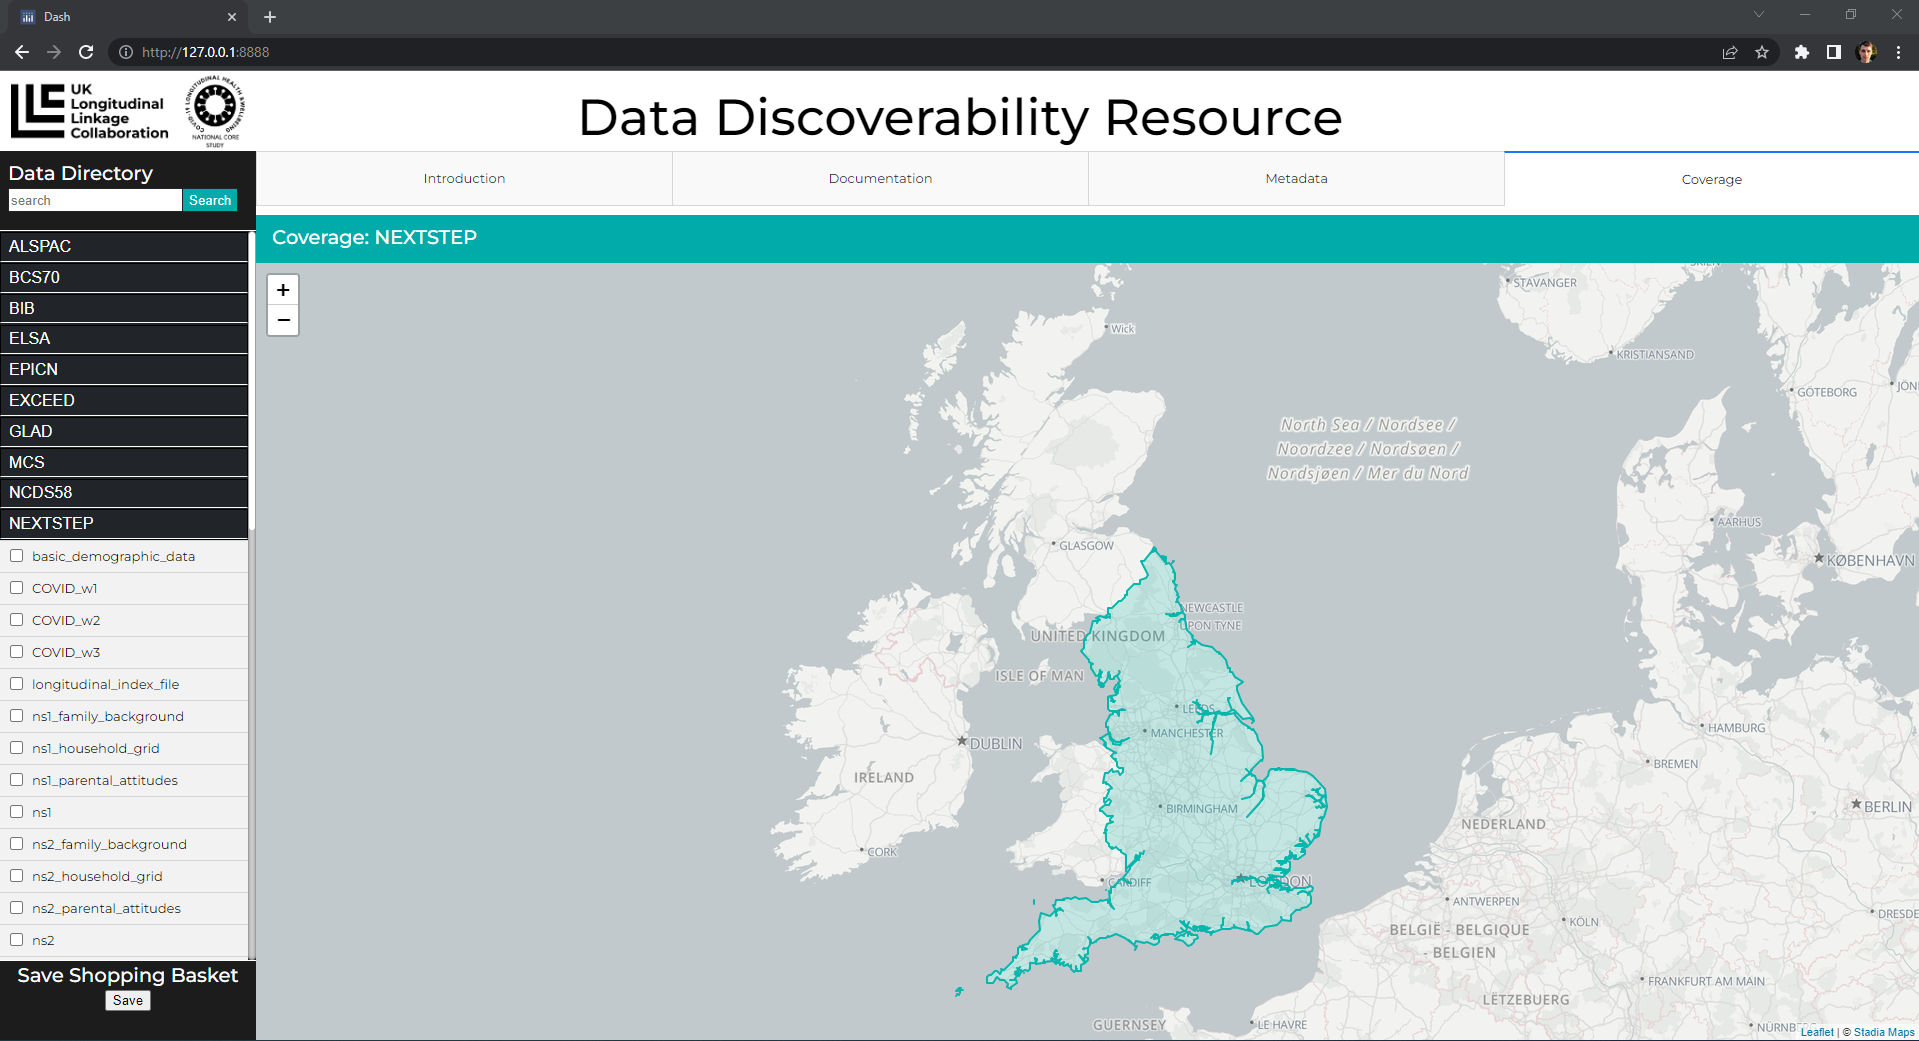 Dash
http://127.0.0.1:8888
UK
Longitudinal
Linkage
Collaboration
COVID-19 LONGITUDINAL HEALTH & WELLBEING
NATIONAL CORE
STUDY
Data Discoverability Resource
Data Directory
search
Search
Introduction
Documentation
Metadata
Coverage
Coverage: NEXTSTEP
ALSPAC
BCS70
BIB
ELSA
EPICN
EXCEED
GLAD
MCS
NCDS58
NEXTSTEP
basic_demographic_data
COVID_w1
COVID_w2
COVID_w3
longitudinal_index_file
ns1_family_background
ns1_household_grid
ns1_parental_attitudes
ns1
ns2_family_background
ns2_household_grid
ns2_parental_attitudes
ns2
Save Shopping Basket
Save
+
−
STAVANGER
Wick
KRISTIANSAND
GÖTEBORG
JÖN
North Sea / Nordsee /
Noordzee / Nordsøen /
Nordsjøen / Mer du Nord
AARHUS
GLASGOW
KØBENHAVN
NEWCASTLE
UPON TYNE
UNITED KINGDOM
ISLE OF MAN
LEEDS
MANCHESTER
HAMBURG
DUBLIN
BREMEN
IRELAND
BIRMINGHAM
BERLIN
NEDERLAND
CORK
CARDIFF
LONDON
ANTWERPEN
DRESDE
KÖLN
BELGIË - BELGIQUE
- BELGIEN
FRANKFURT AM MAIN
LËTZEBUERG
GUERNSEY
LE HAVRE
NÜRNB
Leaflet | © Stadia Maps